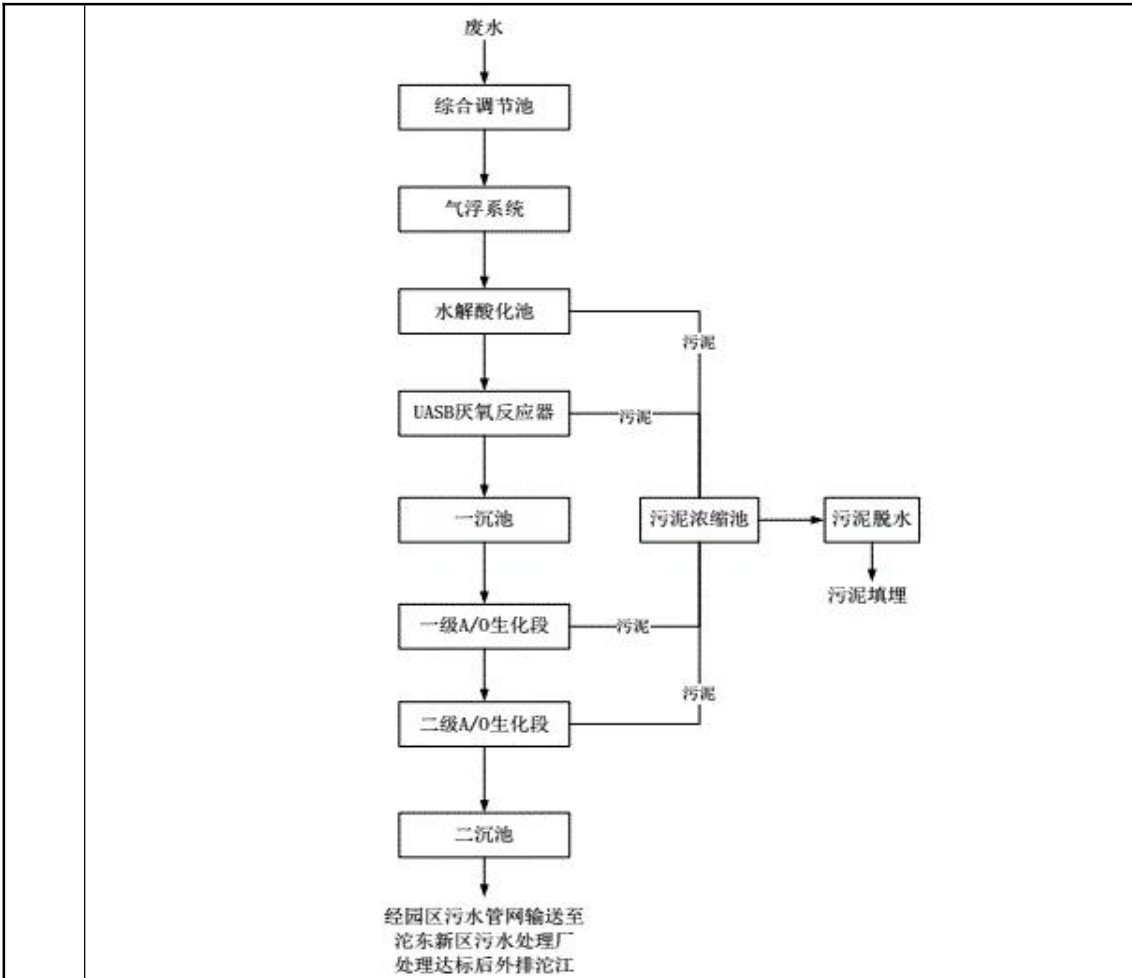 废水
综合调节池
气浮系统
水解酸化池
污泥
UASB厌氧反应器
污泥
一沉池
污泥浓缩池
污泥脱水
污泥填埋
一级A/O生化段
污泥
污泥
二级A/O生化段
二沉池
经园区污水管网输送至
沱东新区污水处理厂
处理达标后外排沱江